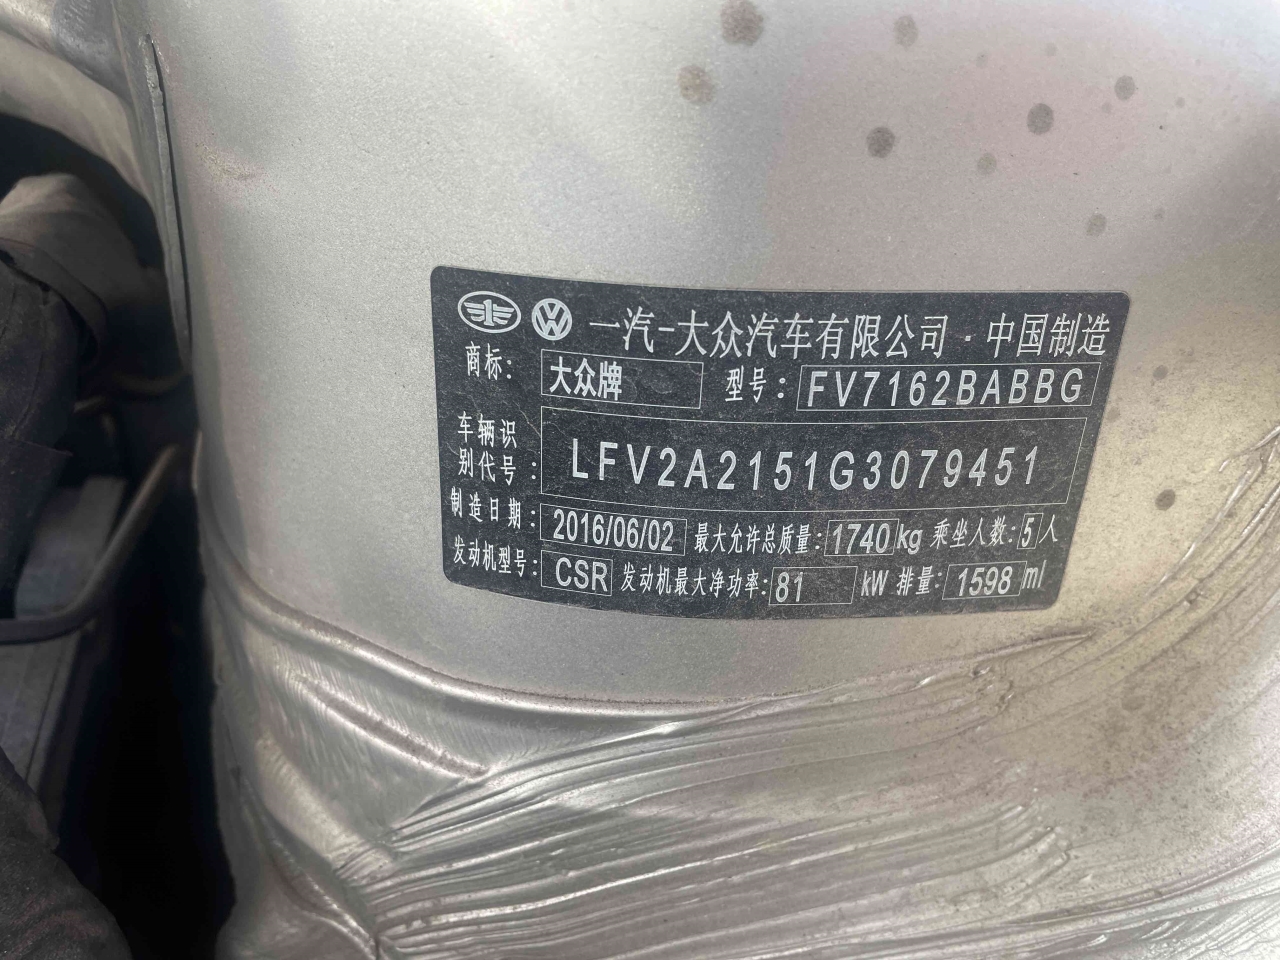 一汽-大众汽车有限公司·中国制造
商标: 大众牌 型号: FV7162BABBG
车辆识别代号: LFV2A2151G3079451
制造日期: 2016/06/02 最大允许总质量: 1740 kg 乘坐人数: 5 人
发动机型号: CSR 发动机最大净功率: 81 kW 排量: 1598 ml